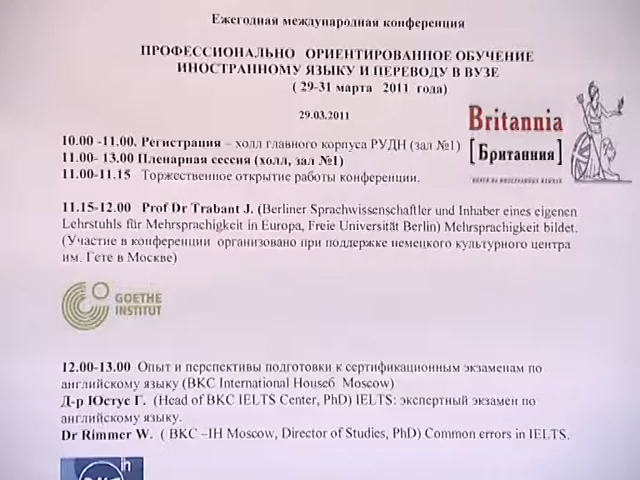 Ежегодная международная конференция
ПРОФЕССИОНАЛЬНО ОРИЕНТИРОВАННОЕ ОБУЧЕНИЕ
ИНОСТРАННОМУ ЯЗЫКУ И ПЕРЕВОДУ В ВУЗЕ
( 29-31 марта 2011 года)
29.03.2011
Britannia
[Британния]
10.00 -11.00. Регистрация – холл главного корпуса РУДН (зал №1)
11.00- 13.00 Пленарная сессия (холл, зал №1)
11.00-11.15 Торжественное открытие работы конференции.
11.15-12.00 Prof Dr Trabant J. (Berliner Sprachwissenschaftler und Inhaber eines eigenen
Lehrstuhls für Mehrsprachigkeit in Europa, Freie Universität Berlin) Mehrsprachigkeit bildet.
(Участие в конференции организовано при поддержке немецкого культурного центра
им. Гете в Москве)
GOETHE
INSTITUT
12.00-13.00 Опыт и перспективы подготовки к сертификационным экзаменам по
английскому языку (BKC International Houseб Moscow)
Д-р Юстус Г. (Head of BKC IELTS Center, PhD) IELTS: экспертный экзамен по
английскому языку.
Dr Rimmer W. ( BKC –IH Moscow, Director of Studies, PhD) Common errors in IELTS.
ih